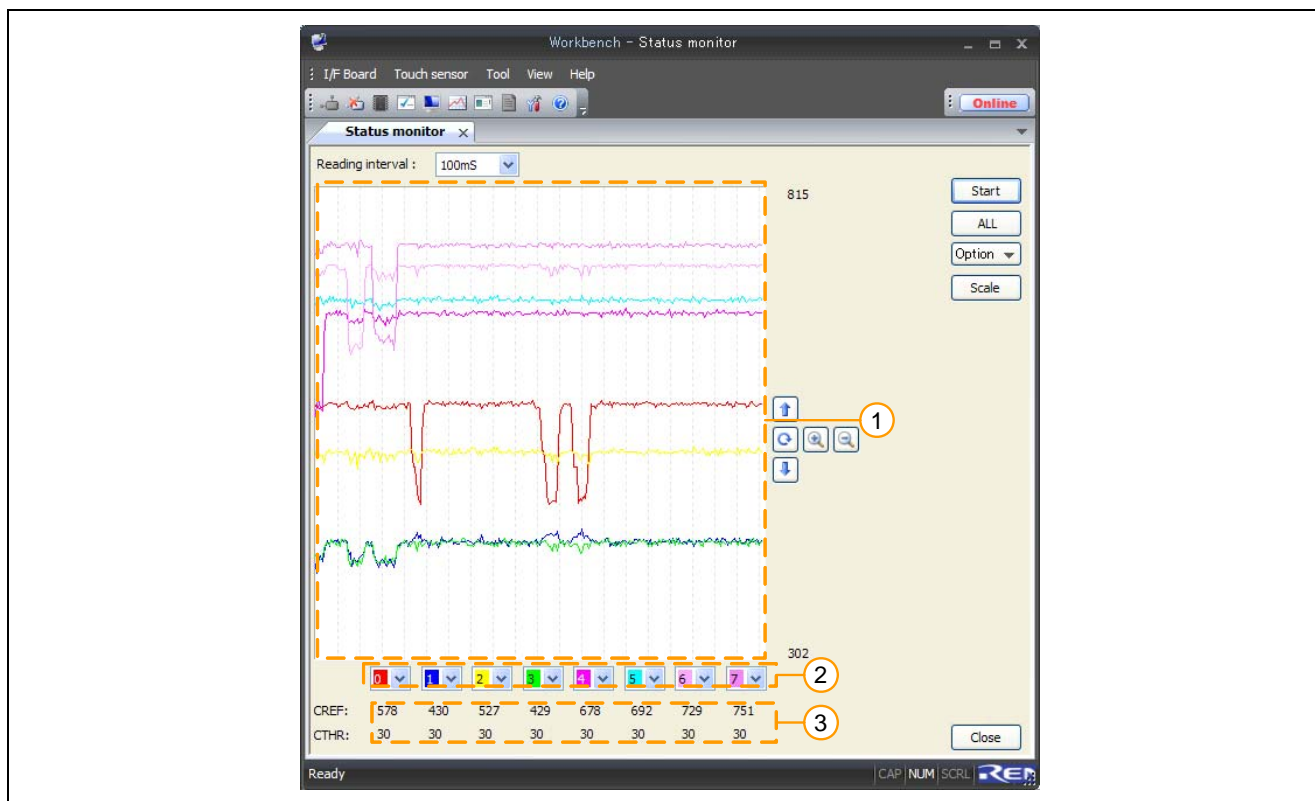 Workbench - Status monitor
I/F Board Touch sensor Tool View Help
Online
Status monitor x
Reading interval : 100mS
815
Start
ALL
Option
Scale
1
302
0 1 2 3 4 5 6 7
2
CREF: 578 430 527 429 678 692 729 751
3
CTHR: 30 30 30 30 30 30 30 30
Close
Ready CAP NUM SCRL